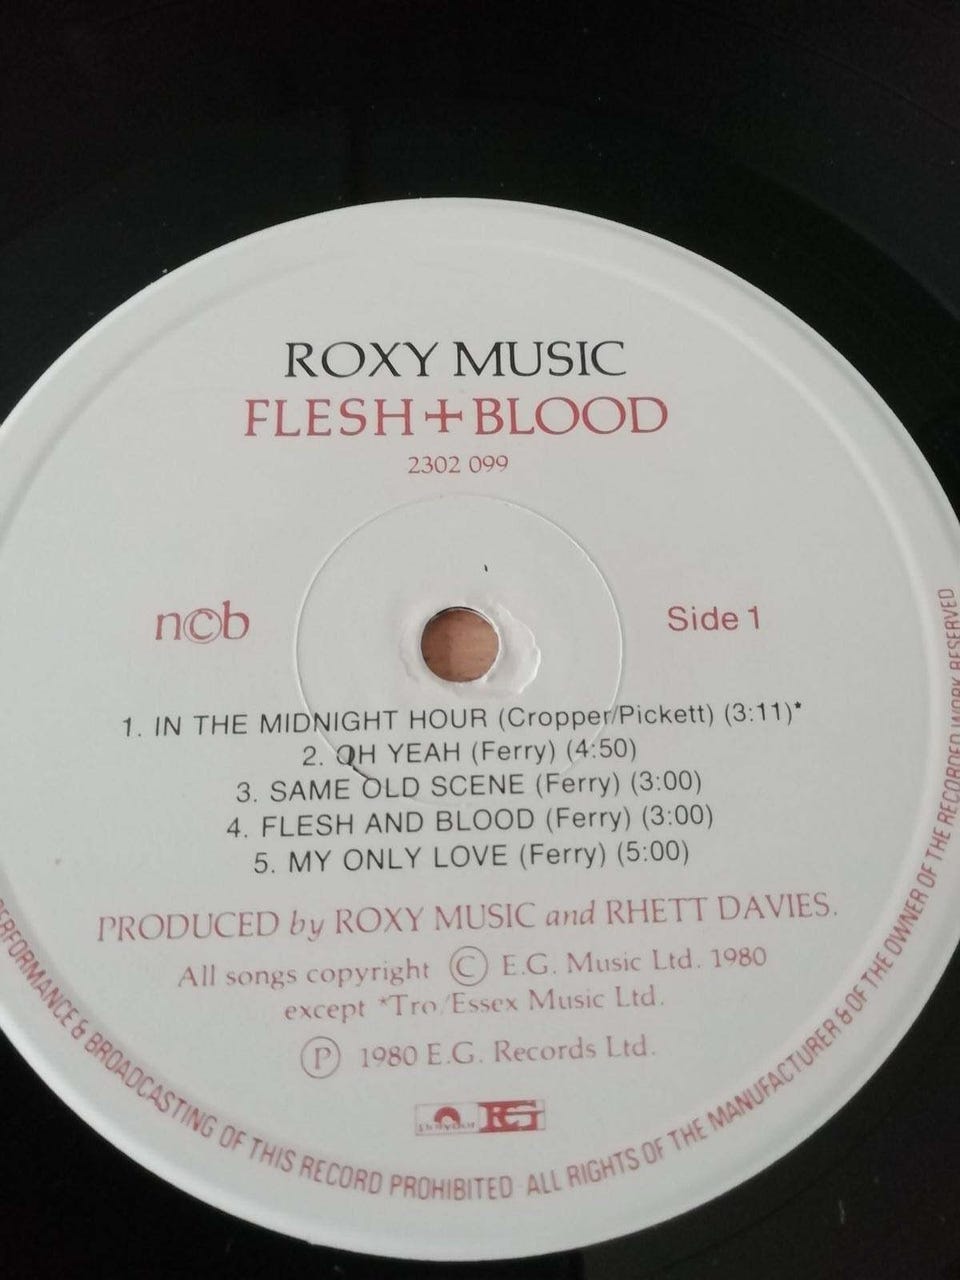 ROXY MUSIC
FLESH + BLOOD
2302 099
n©b
Side 1
1. IN THE MIDNIGHT HOUR (Cropper/Pickett) (3:11)*
2. OH YEAH (Ferry) (4:50)
3. SAME OLD SCENE (Ferry) (3:00)
4. FLESH AND BLOOD (Ferry) (3:00)
5. MY ONLY LOVE (Ferry) (5:00)
PRODUCED by ROXY MUSIC and RHETT DAVIES.
All songs copyright © E.G. Music Ltd. 1980
except *Tro/Essex Music Ltd.
℗ 1980 E.G. Records Ltd.
polydor EG
PERFORMANCE & BROADCASTING OF THIS RECORD PROHIBITED ALL RIGHTS OF THE MANUFACTURER & OF THE OWNER OF THE RECORDED WORK RESERVED